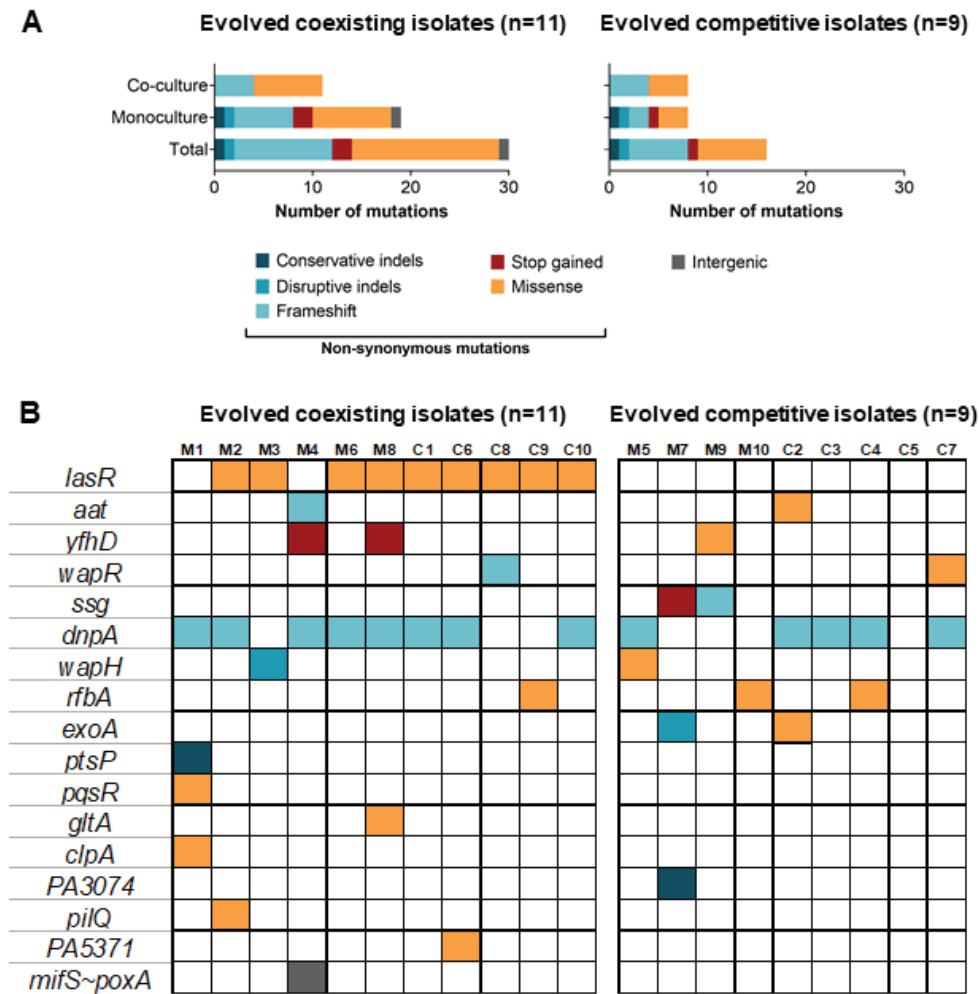 A
Evolved coexisting isolates (n=11) Evolved competitive isolates (n=9)
Co-culture
Monoculture
Total
0 10 20 30 0 10 20 30
Number of mutations Number of mutations
Conservative indels Stop gained Intergenic
Disruptive indels Missense
Frameshift
Non-synonymous mutations
B
Evolved coexisting isolates (n=11) Evolved competitive isolates (n=9)
M1 M2 M3 M4 M6 M8 C1 C6 C8 C9 C10 M5 M7 M9 M10 C2 C3 C4 C5 C7
lasR
aat
yfhD
wapR
ssg
dnpA
wapH
rfbA
exoA
ptsP
pqsR
gltA
clpA
PA3074
pilQ
PA5371
mifS~poxA